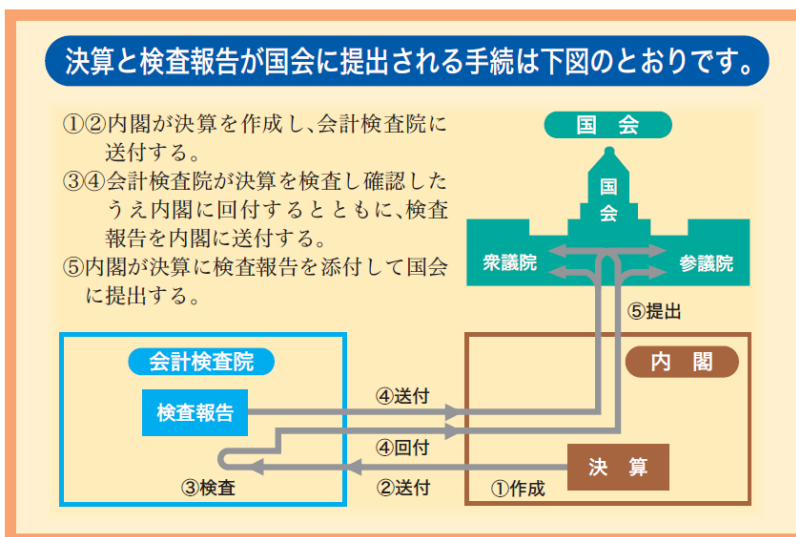 決算と検査報告が国会に提出される手続は下図のとおりです。
①②内閣が決算を作成し、会計検査院に
送付する。
③④会計検査院が決算を検査し確認した
うえ内閣に回付するとともに、検査
報告を内閣に送付する。
⑤内閣が決算に検査報告を添付して国会
に提出する。
国会
国会
衆議院
参議院
⑤提出
会計検査院
内閣
検査報告
④送付
④回付
決算
③検査
②送付
①作成